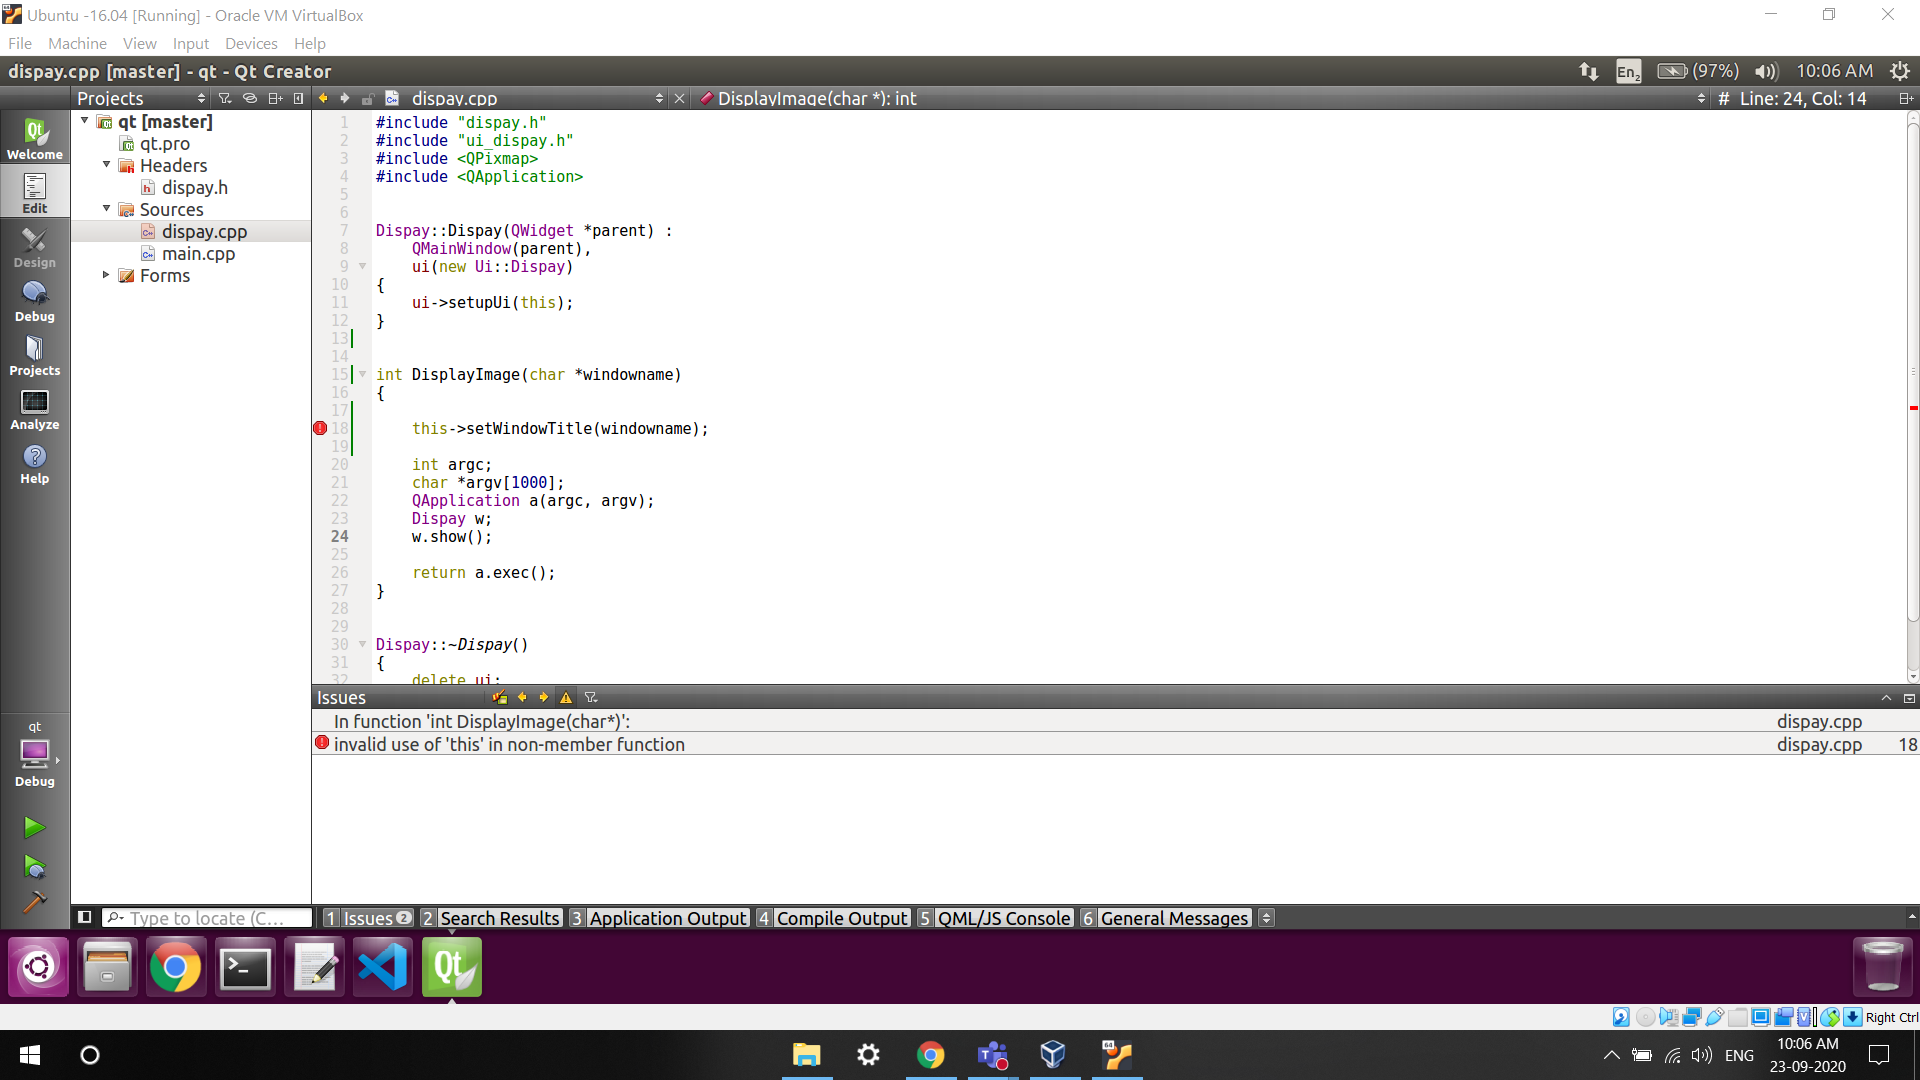 Ubuntu -16.04 [Running] - Oracle VM VirtualBox
File Machine View Input Devices Help
dispay.cpp [master] - qt - Qt Creator
En2 (97%) 10:06 AM
Projects
dispay.cpp
DisplayImage(char *): int
# Line: 24, Col: 14
Welcome
Edit
Design
Debug
Projects
Analyze
Help
qt
Debug
qt [master]
qt.pro
Headers
dispay.h
Sources
dispay.cpp
main.cpp
Forms
1 #include "dispay.h"
2 #include "ui_dispay.h"
3 #include <QPixmap>
4 #include <QApplication>
5
6
7 Dispay::Dispay(QWidget *parent) :
8 QMainWindow(parent),
9 ui(new Ui::Dispay)
10 {
11 ui->setupUi(this);
12 }
13
14
15 int DisplayImage(char *windowname)
16 {
17
18 this->setWindowTitle(windowname);
19
20 int argc;
21 char *argv[1000];
22 QApplication a(argc, argv);
23 Dispay w;
24 w.show();
25
26 return a.exec();
27 }
28
29
30 Dispay::~Dispay()
31 {
32 delete ui;
Issues
In function 'int DisplayImage(char*)': dispay.cpp
invalid use of 'this' in non-member function dispay.cpp 18
Type to locate (C...
1 Issues 2
2 Search Results
3 Application Output
4 Compile Output
5 QML/JS Console
6 General Messages
Qt
Right Ctrl
64
ENG
10:06 AM
23-09-2020